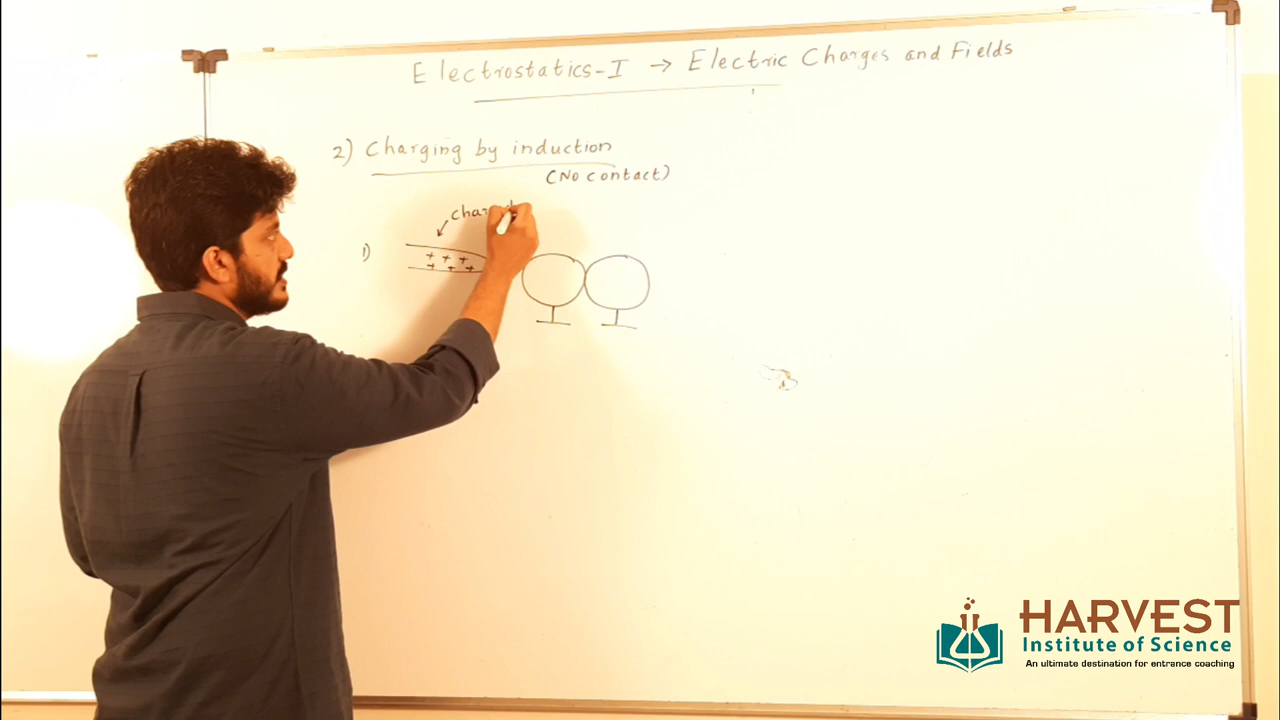 Electrostatics-I → Electric Charges and Fields
2) Charging by induction
(No contact)
1)
+ + +
+ + +
HARVEST
Institute of Science
An ultimate destination for entrance coaching